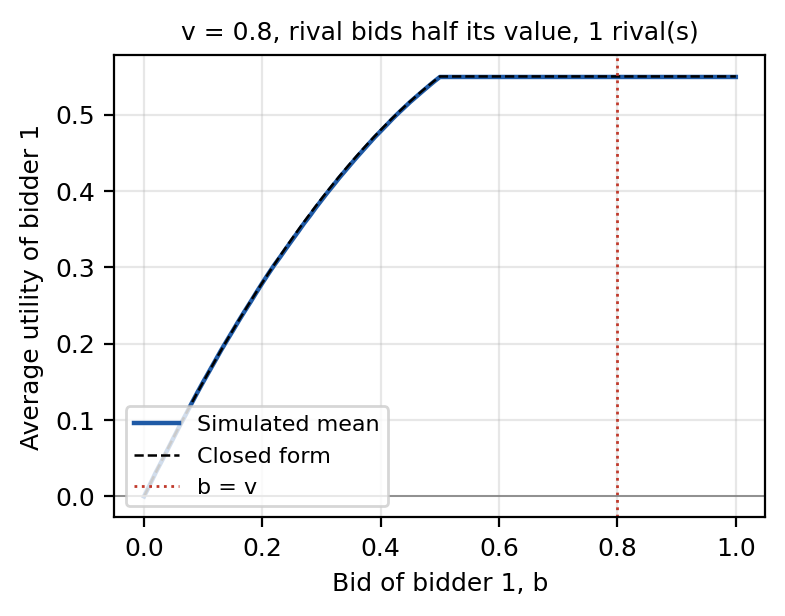 v = 0.8, rival bids half its value, 1 rival(s)
Average utility of bidder 1
0.5
0.4
0.3
0.2
0.1
0.0
Simulated mean
Closed form
b = v
0.0 0.2 0.4 0.6 0.8 1.0
Bid of bidder 1, b